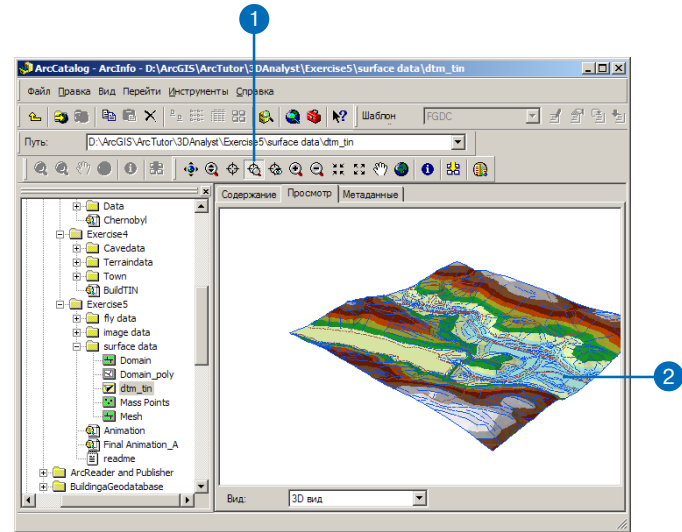 1
ArcCatalog - ArcInfo - D:\ArcGIS\ArcTutor\3DAnalyst\Exercise5\surface data\dtm_tin
Файл Правка Вид Перейти Инструменты Справка
Шаблон FGDC
Путь: D:\ArcGIS\ArcTutor\3DAnalyst\Exercise5\surface data\dtm_tin
Содержание Просмотр Метаданные
Data
Chernobyl
Exercise4
Cavedata
Terraindata
Town
BuildTIN
Exercise5
fly data
image data
surface data
Domain
Domain_poly
dtm_tin
Mass Points
Mesh
Animation
Final Animation_A
readme
ArcReader and Publisher
BuildingaGeodatabase
2
Вид: 3D вид